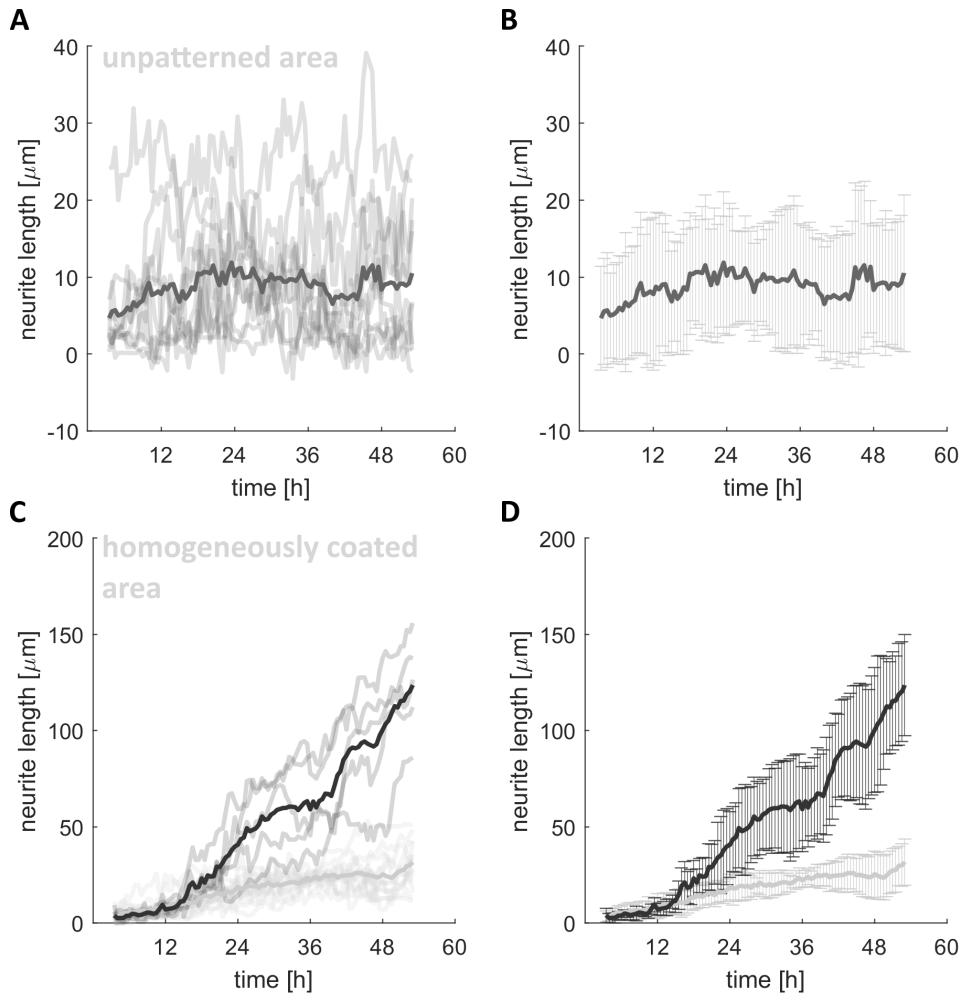 A
unpatterned area
neurite length [μm]
40
30
20
10
0
-10
12
24
36
48
60
time [h]
B
neurite length [μm]
40
30
20
10
0
-10
12
24
36
48
60
time [h]
C
homogeneously coated
area
neurite length [μm]
200
150
100
50
0
12
24
36
48
60
time [h]
D
neurite length [μm]
200
150
100
50
0
12
24
36
48
60
time [h]